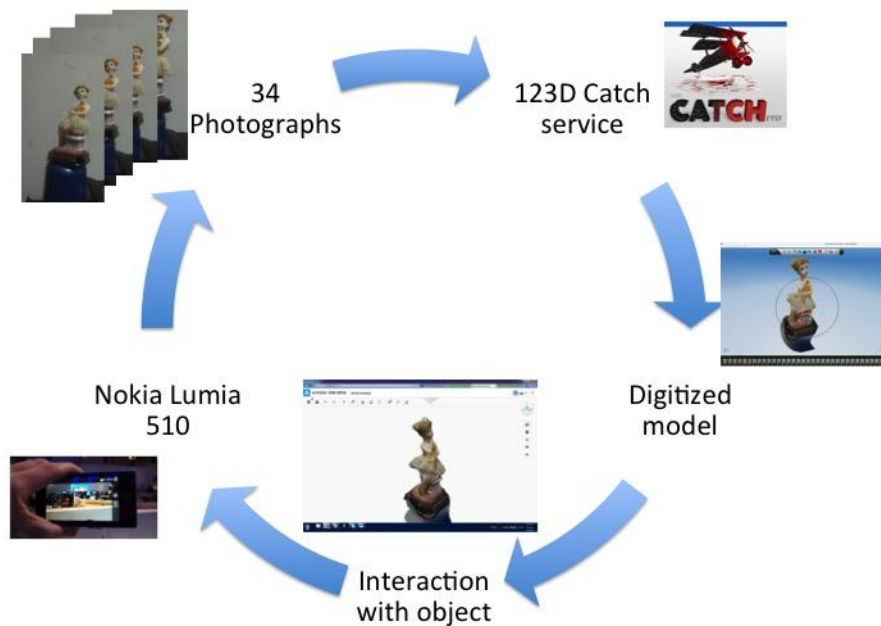 34
Photographs
123D Catch
service
CATCH
Digitized
model
Interaction
with object
Nokia Lumia
510